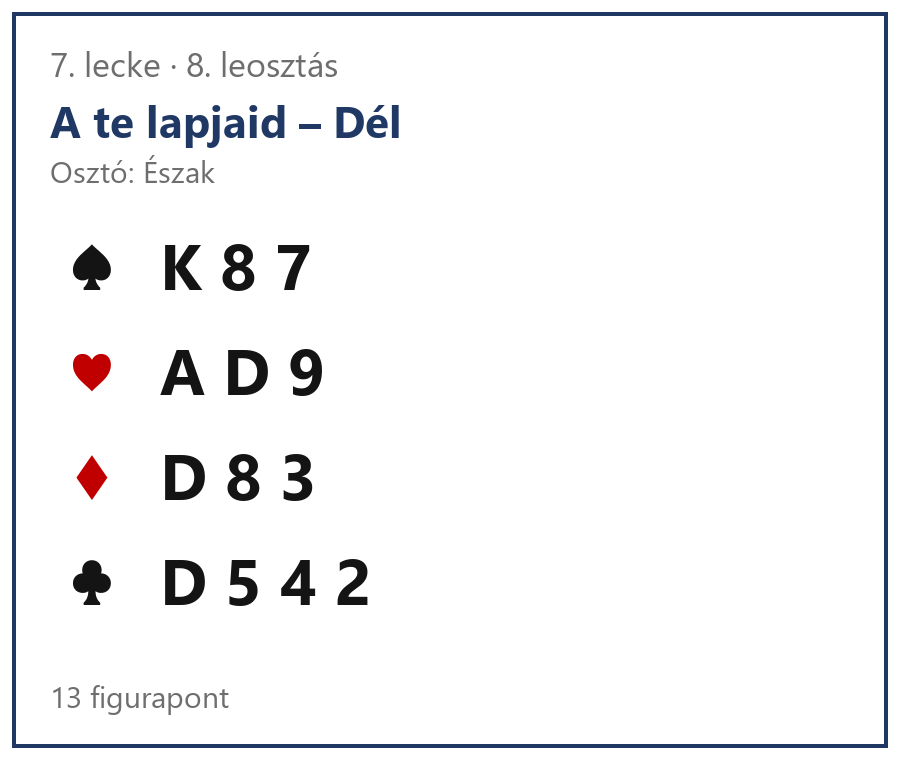 7. lecke · 8. leosztás
A te lapjaid – Dél
Osztó: Észak
♠ K 8 7
♥ A D 9
♦ D 8 3
♣ D 5 4 2
13 figurapont